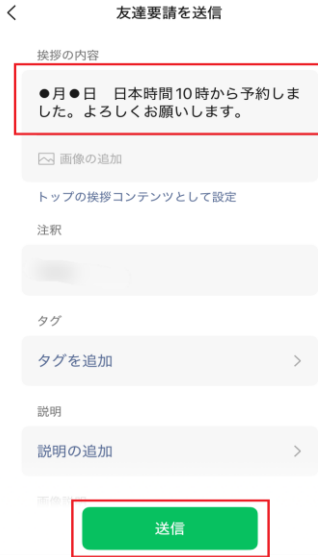 友達要請を送信
挨拶の内容
●月●日　日本時間10時から予約しま
した。よろしくお願いします。
画像の追加
トップの挨拶コンテンツとして設定
注釈
タグ
タグを追加
説明
説明の追加
送信